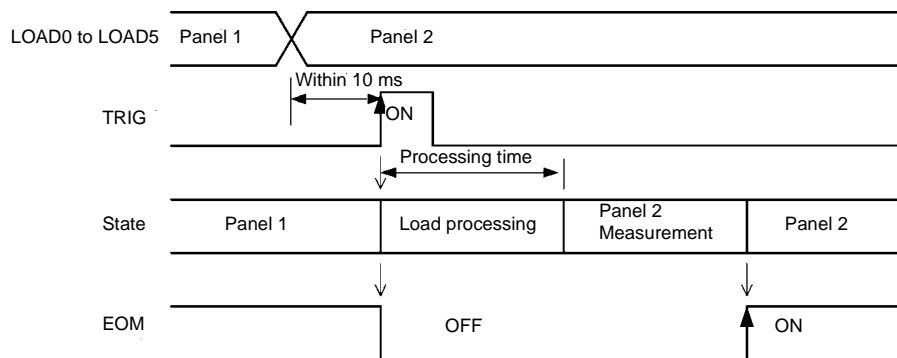 LOAD0 to LOAD5
Panel 1
Panel 2
Within 10 ms
TRIG
ON
Processing time
State
Panel 1
Load processing
Panel 2
Measurement
Panel 2
EOM
OFF
ON